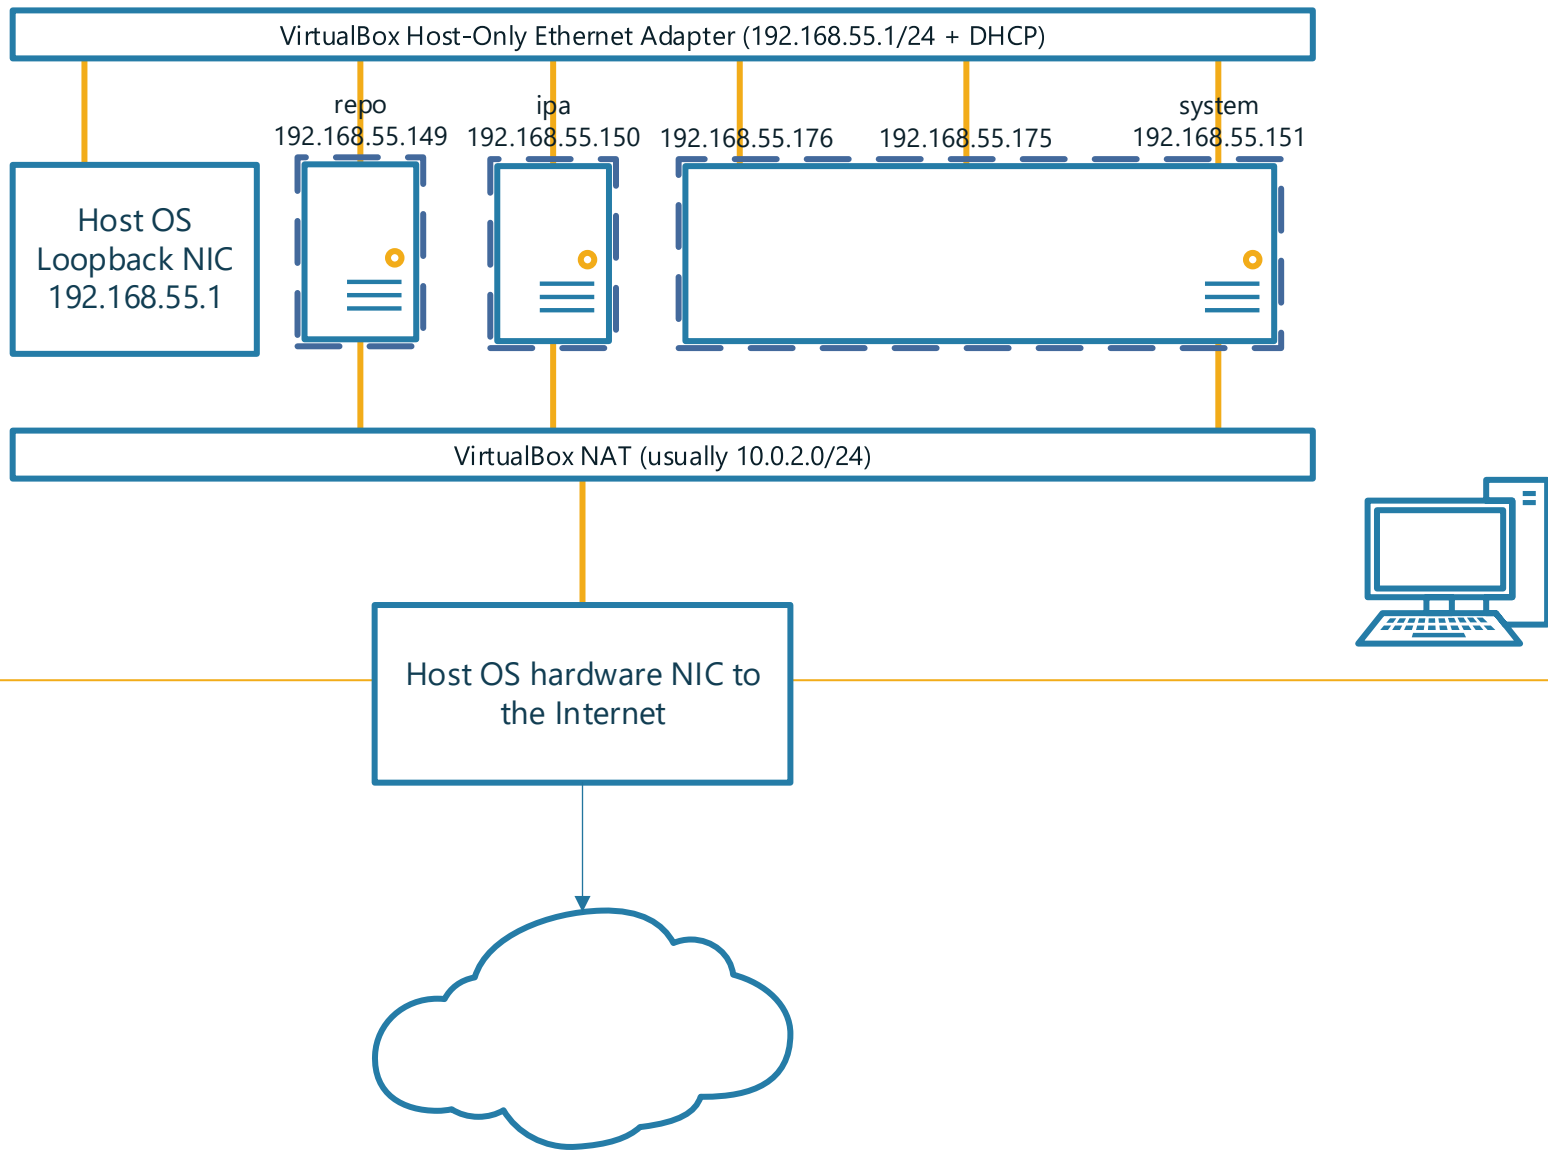 VirtualBox Host-Only Ethernet Adapter (192.168.55.1/24 + DHCP)
repo
192.168.55.149
ipa
192.168.55.150
192.168.55.176
192.168.55.175
system
192.168.55.151
Host OS
Loopback NIC
192.168.55.1
VirtualBox NAT (usually 10.0.2.0/24)
Host OS hardware NIC to
the Internet